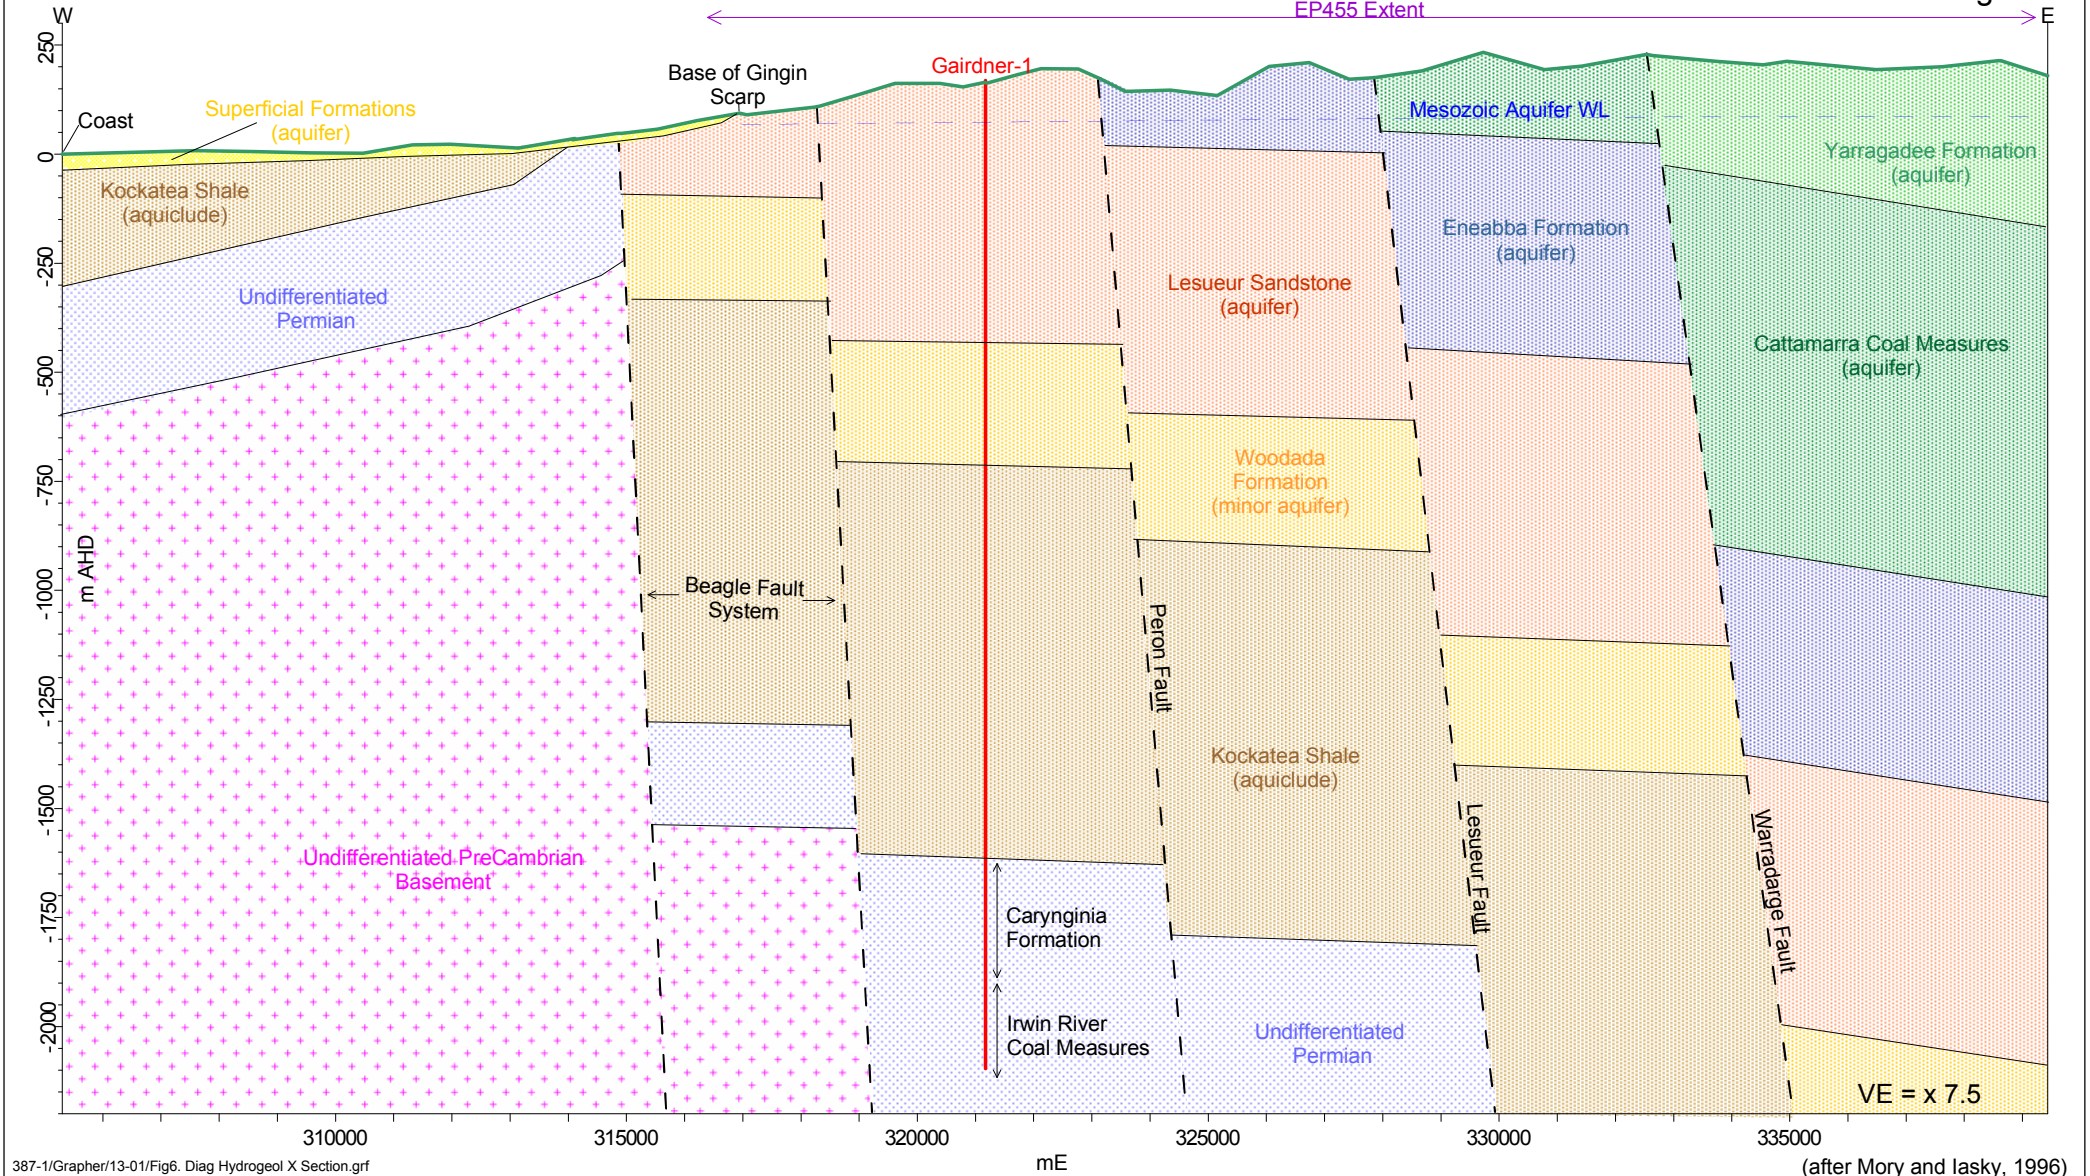 W
EP455 Extent
E
250
Gairdner-1
Base of Gingin
Scarp
Superficial Formations
(aquifer)
Coast
Mesozoic Aquifer WL
0
Yarragadee Formation
(aquifer)
Kockatea Shale
(aquiclude)
Eneabba Formation
(aquifer)
-250
Undifferentiated
Permian
Lesueur Sandstone
(aquifer)
Cattamarra Coal Measures
(aquifer)
-500
Woodada
Formation
(minor aquifer)
-750
m AHD
-1000
Beagle Fault
System
Peron Fault
-1250
Kockatea Shale
(aquiclude)
-1500
Lesueur Fault
Warradarge Fault
Undifferentiated PreCambrian
Basement
-1750
Carynginia
Formation
-2000
Irwin River
Coal Measures
Undifferentiated
Permian
VE = x 7.5
310000
315000
320000
325000
330000
335000
mE
387-1/Grapher/13-01/Fig6. Diag Hydrogeol X Section.grf
(after Mory and Iasky, 1996)